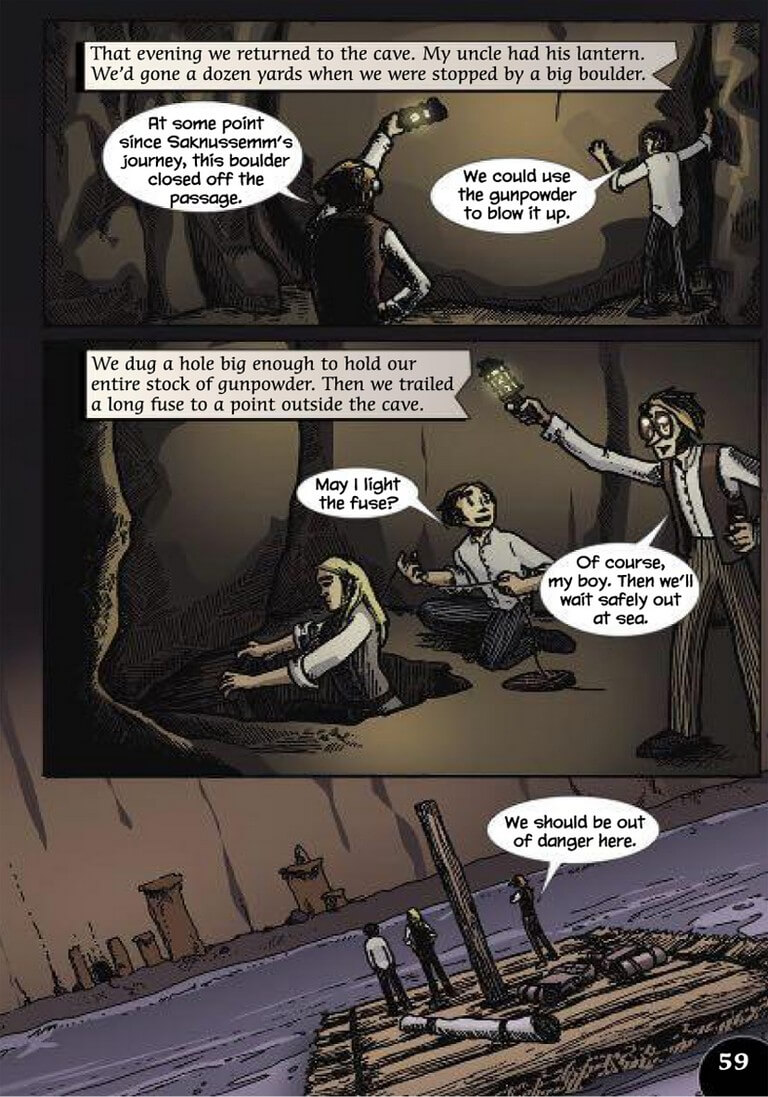 That evening we returned to the cave. My uncle had his lantern.
We'd gone a dozen yards when we were stopped by a big boulder.
At some point
since Saknussemm's
journey, this boulder
closed off the
passage.
We could use
the gunpowder
to blow it up.
We dug a hole big enough to hold our
entire stock of gunpowder. Then we trailed
a long fuse to a point outside the cave.
May I light
the fuse?
Of course,
my boy. Then we'll
wait safely out
at sea.
We should be out
of danger here.
59